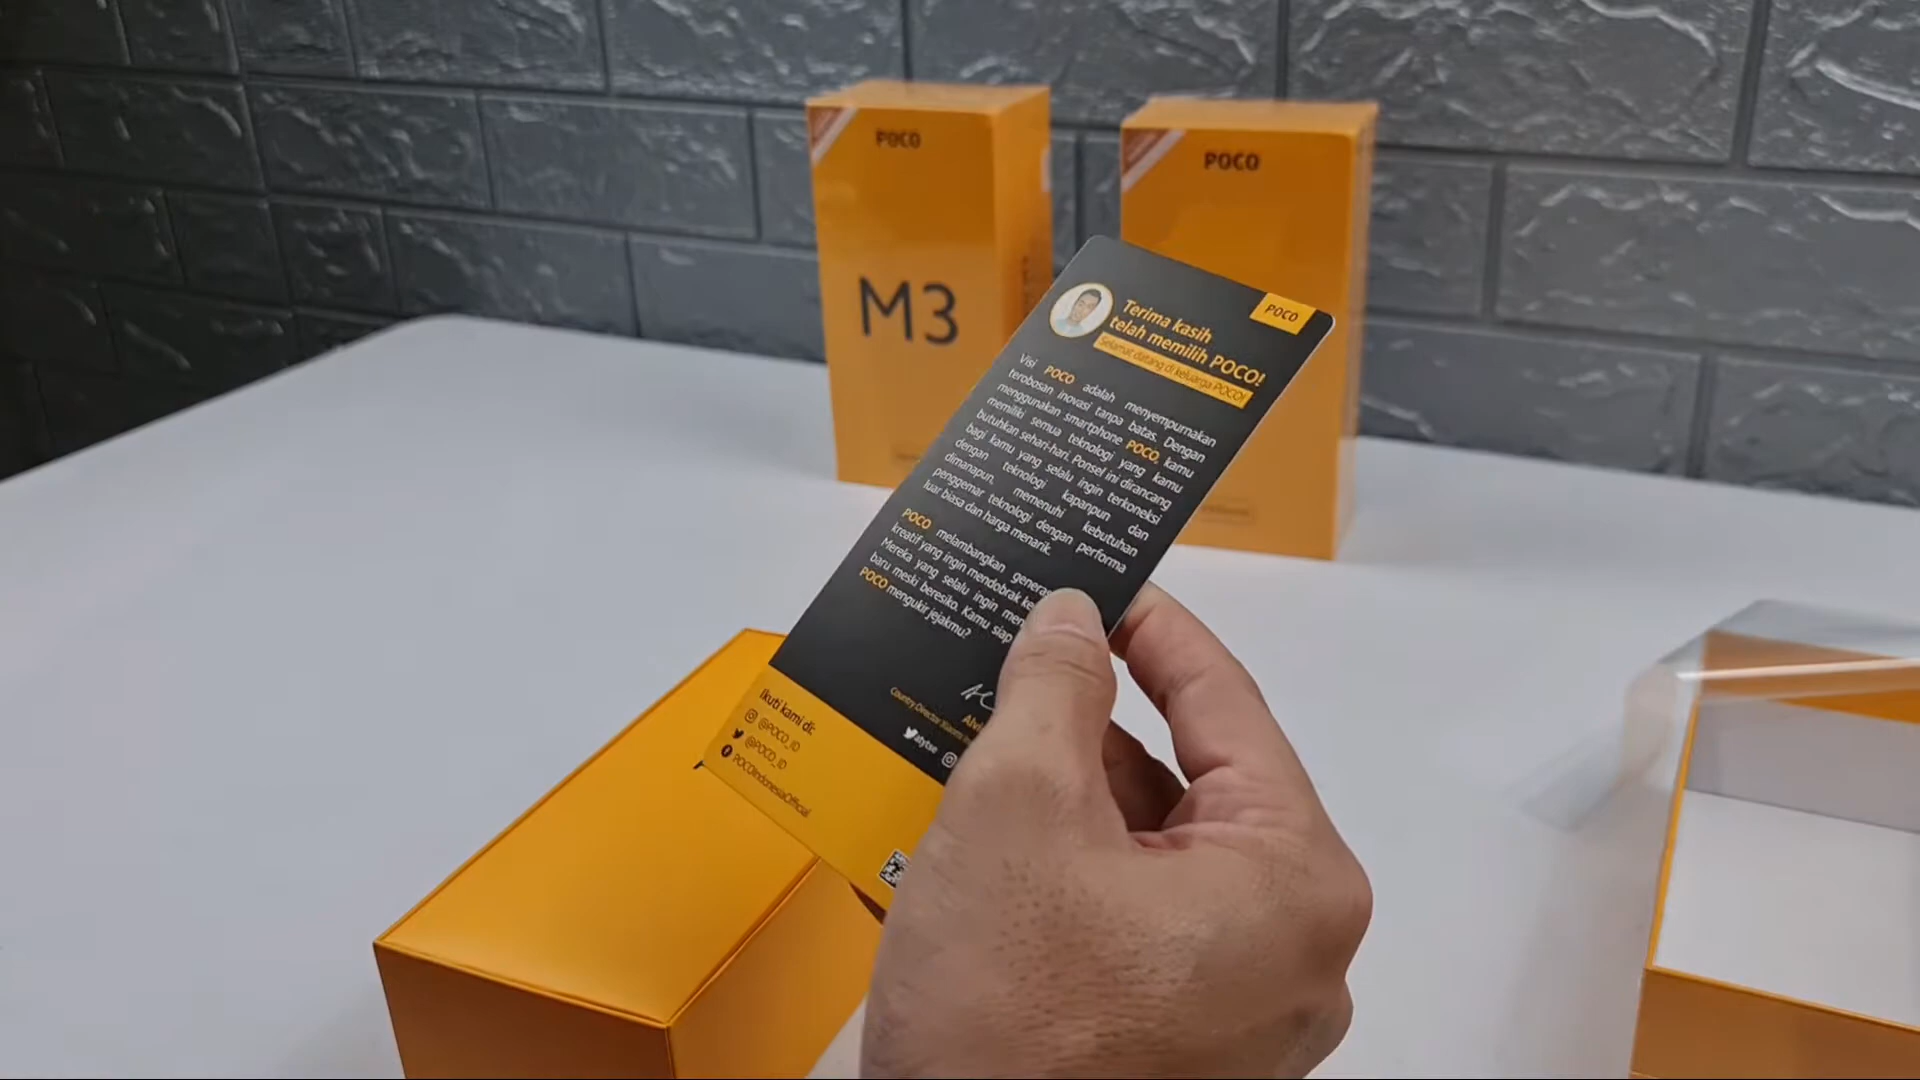 POCO
M3
POCO
POCO
Terima kasih
telah memilih POCO!
Selamat datang di keluarga POCO!
Visi POCO adalah menyempurnakan
terobosan inovasi tanpa batas. Dengan
menggunakan smartphone POCO, kamu
memiliki semua teknologi yang kamu
butuhkan sehari-hari. Ponsel ini dirancang
bagi kamu yang selalu ingin terkoneksi
dengan teknologi kapanpun dan
dimanapun, memenuhi kebutuhan
penggemar teknologi dengan performa
luar biasa dan harga menarik.
POCO melambangkan
kreatif yang ingin mendobrak
Mereka yang selalu ingin
baru meski beresiko. Kamu siap
POCO mengukir jejakmu?
Country Director Xiaomi
atytse
Ikuti kami di:
@POCO_ID
@POCO_ID
POCOIndonesiaOfficial